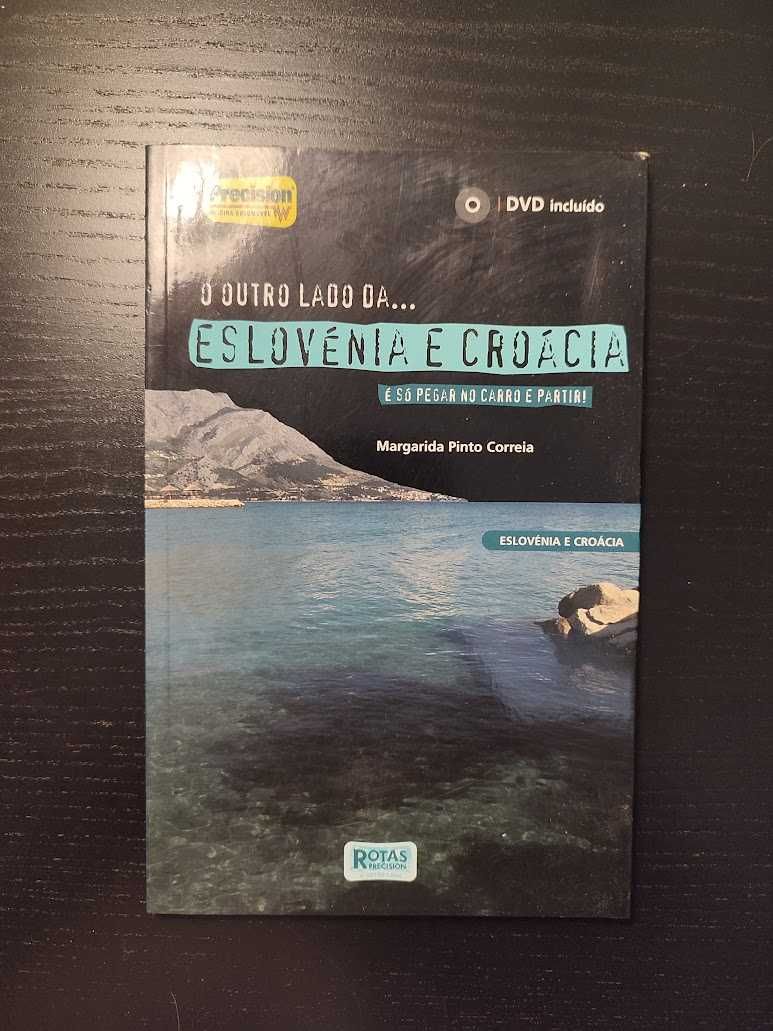 Precision
DVD incluído
O OUTRO LADO DA...
ESLOVÉNIA E CROÁCIA
É SÓ PEGAR NO CARRO E PARTIR!
Margarida Pinto Correia
ESLOVÉNIA E CROÁCIA
ROTAS
PRECISION